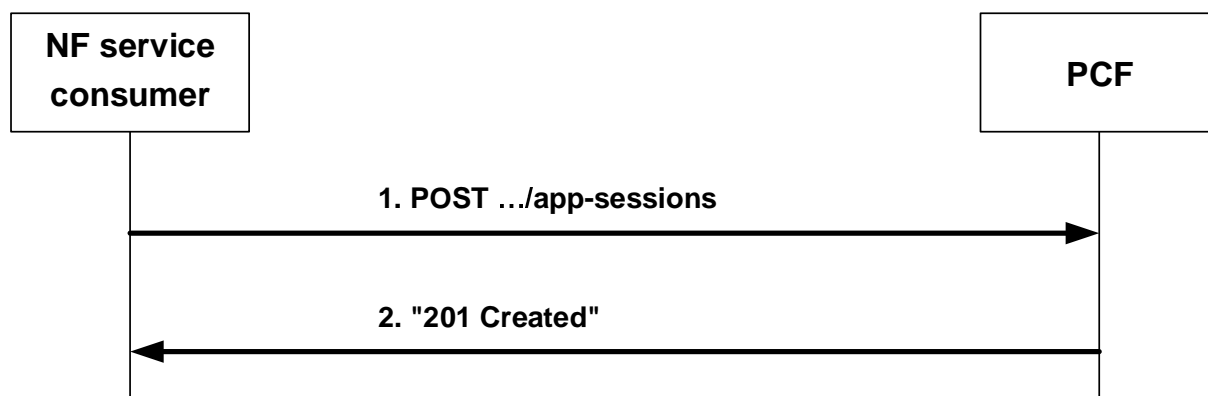 NF service
consumer
PCF
1. POST …/app-sessions
2. "201 Created"